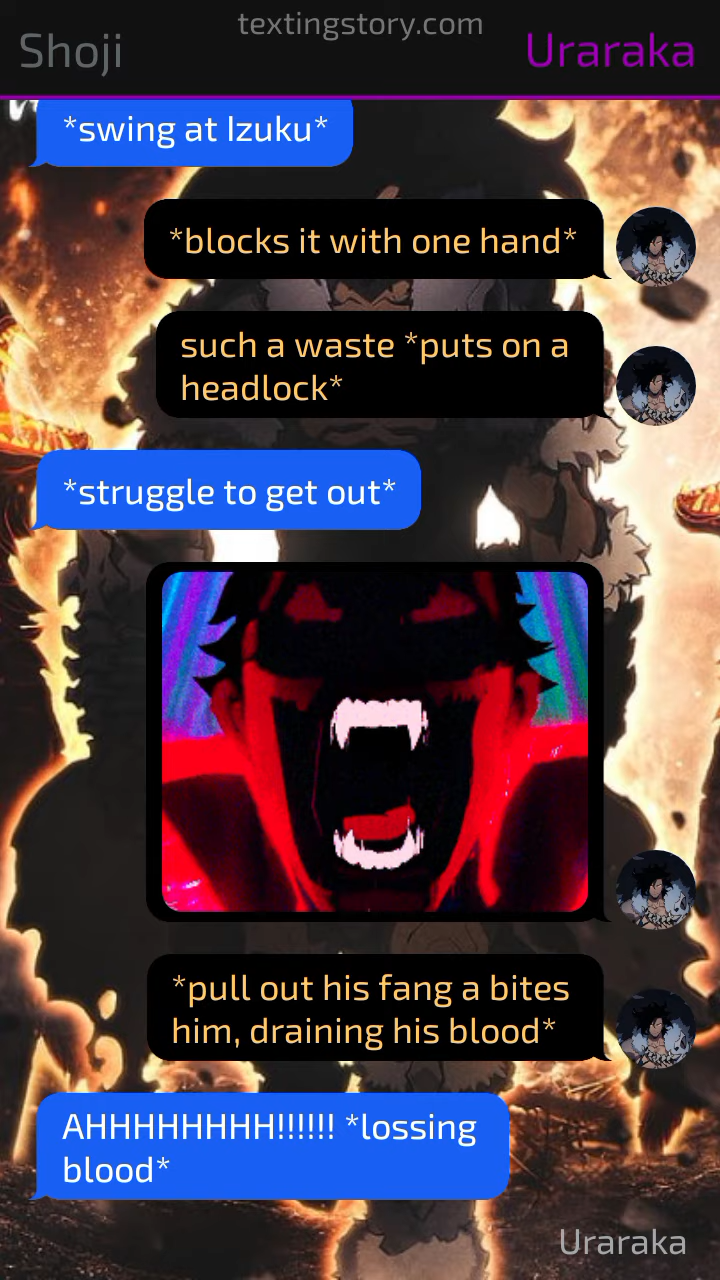 textingstory.com
Shoji
Uraraka
*swing at Izuku*
*blocks it with one hand*
such a waste *puts on a
headlock*
*struggle to get out*
*pull out his fang a bites
him, draining his blood*
AHHHHHHHH!!!!!! *lossing
blood*
Uraraka